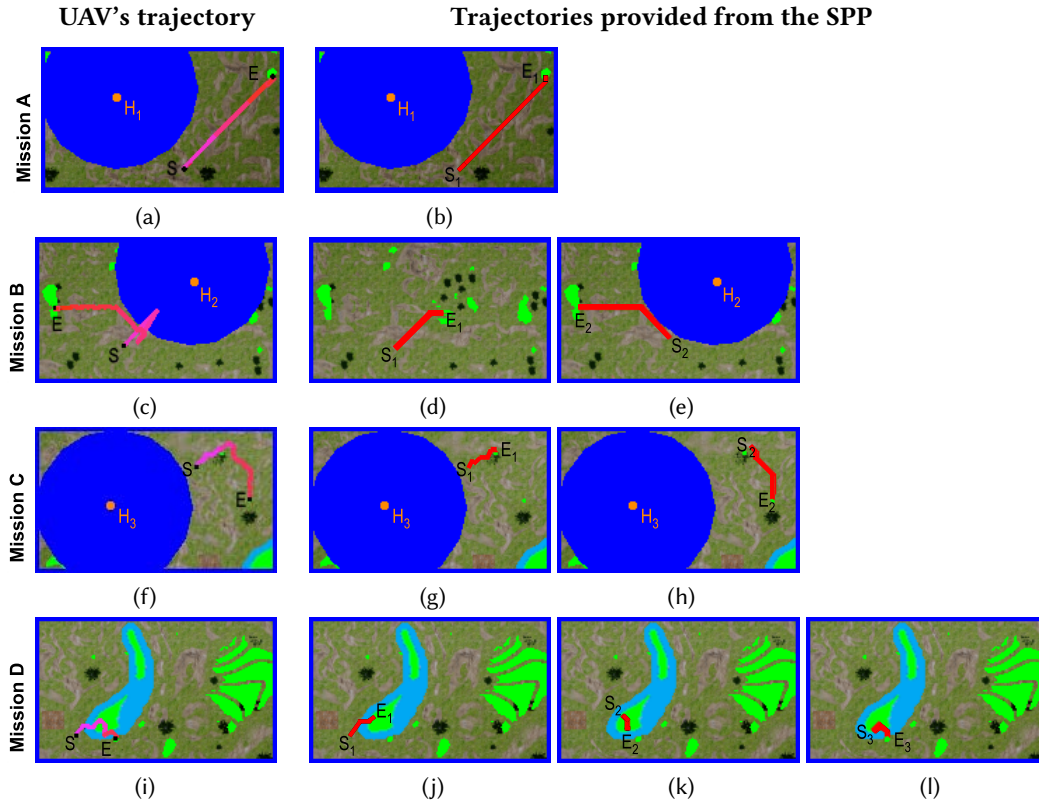 UAV's trajectory
Trajectories provided from the SPP
Mission A
H1
E
S
H1
E1
S1
(a)
(b)
Mission B
H2
E
S
E1
S1
H2
E2
S2
(c)
(d)
(e)
Mission C
S
E
H3
S1
E1
H3
S2
E2
H3
(f)
(g)
(h)
Mission D
S
E
E1
S1
S2
E2
S3
E3
(i)
(j)
(k)
(l)